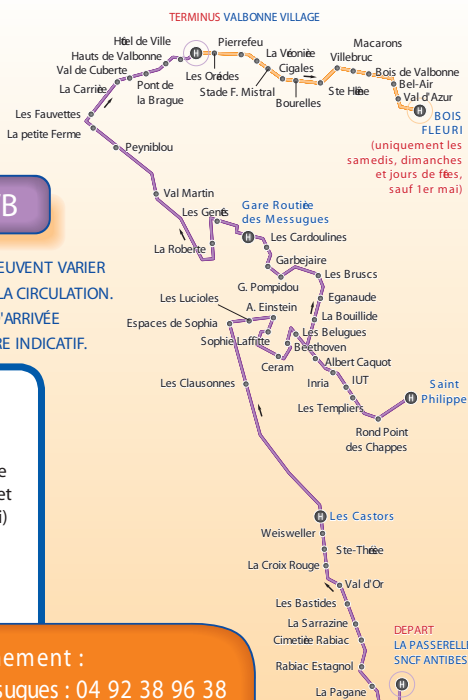 TERMINUS VALBONNE VILLAGE
Hôtel de Ville
Pierrefeu
Macarons
Hauts de Valbonne
La Véronière
Villebruc
Val de Cuberte
Cigales
Bois de Valbonne
Les Orées
Bel-Air
La Carrière
Pont de
la Brague
Stade F. Mistral
Ste Hélène
Val d'Azur
Bourelles
Les Fauvettes
BOIS
FLEURI
La petite Ferme
(uniquement les
samedis, dimanches
et jours de fêtes,
sauf 1er mai)
Peyniblou
Val Martin
B
Les Genêts
Gare Routière
des Messugues
Les Cardoulines
La Roberte
Garbejaire
EUVENT VARIER
LA CIRCULATION.
'ARRIVÉE
RE INDICATIF.
Les Bruscs
G. Pompidou
Eganaude
Les Lucioles
A. Einstein
La Bouillide
Espaces de Sophia
Les Belugues
Sophie Laffitte
Beethoven
Albert Caquot
Ceram
Les Clausonnes
Inria
IUT
Saint
Philippe
Les Templiers
Rond Point
des Chappes
e
et
i)
Les Castors
Weisweller
Ste-Thérèse
La Croix Rouge
Val d'Or
Les Bastides
La Sarrazine
Cimetière Rabiac
DEPART
LA PASSERELLE
SNCF ANTIBES
Rabiac Estagnol
La Pagane
nement :
sugues : 04 92 38 96 38